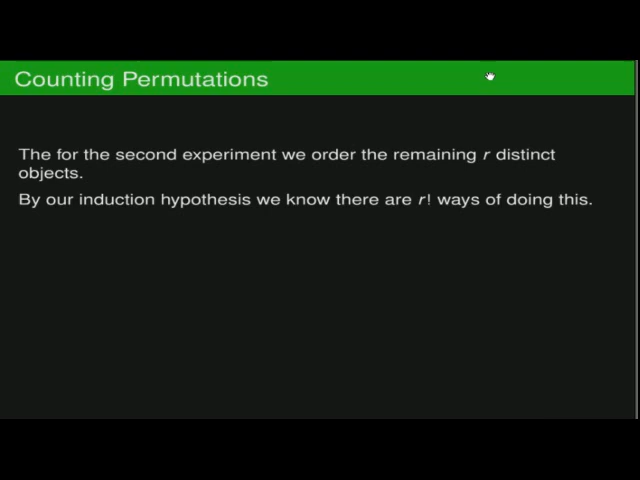 Counting Permutations
The for the second experiment we order the remaining r distinct
objects.
By our induction hypothesis we know there are r! ways of doing this.